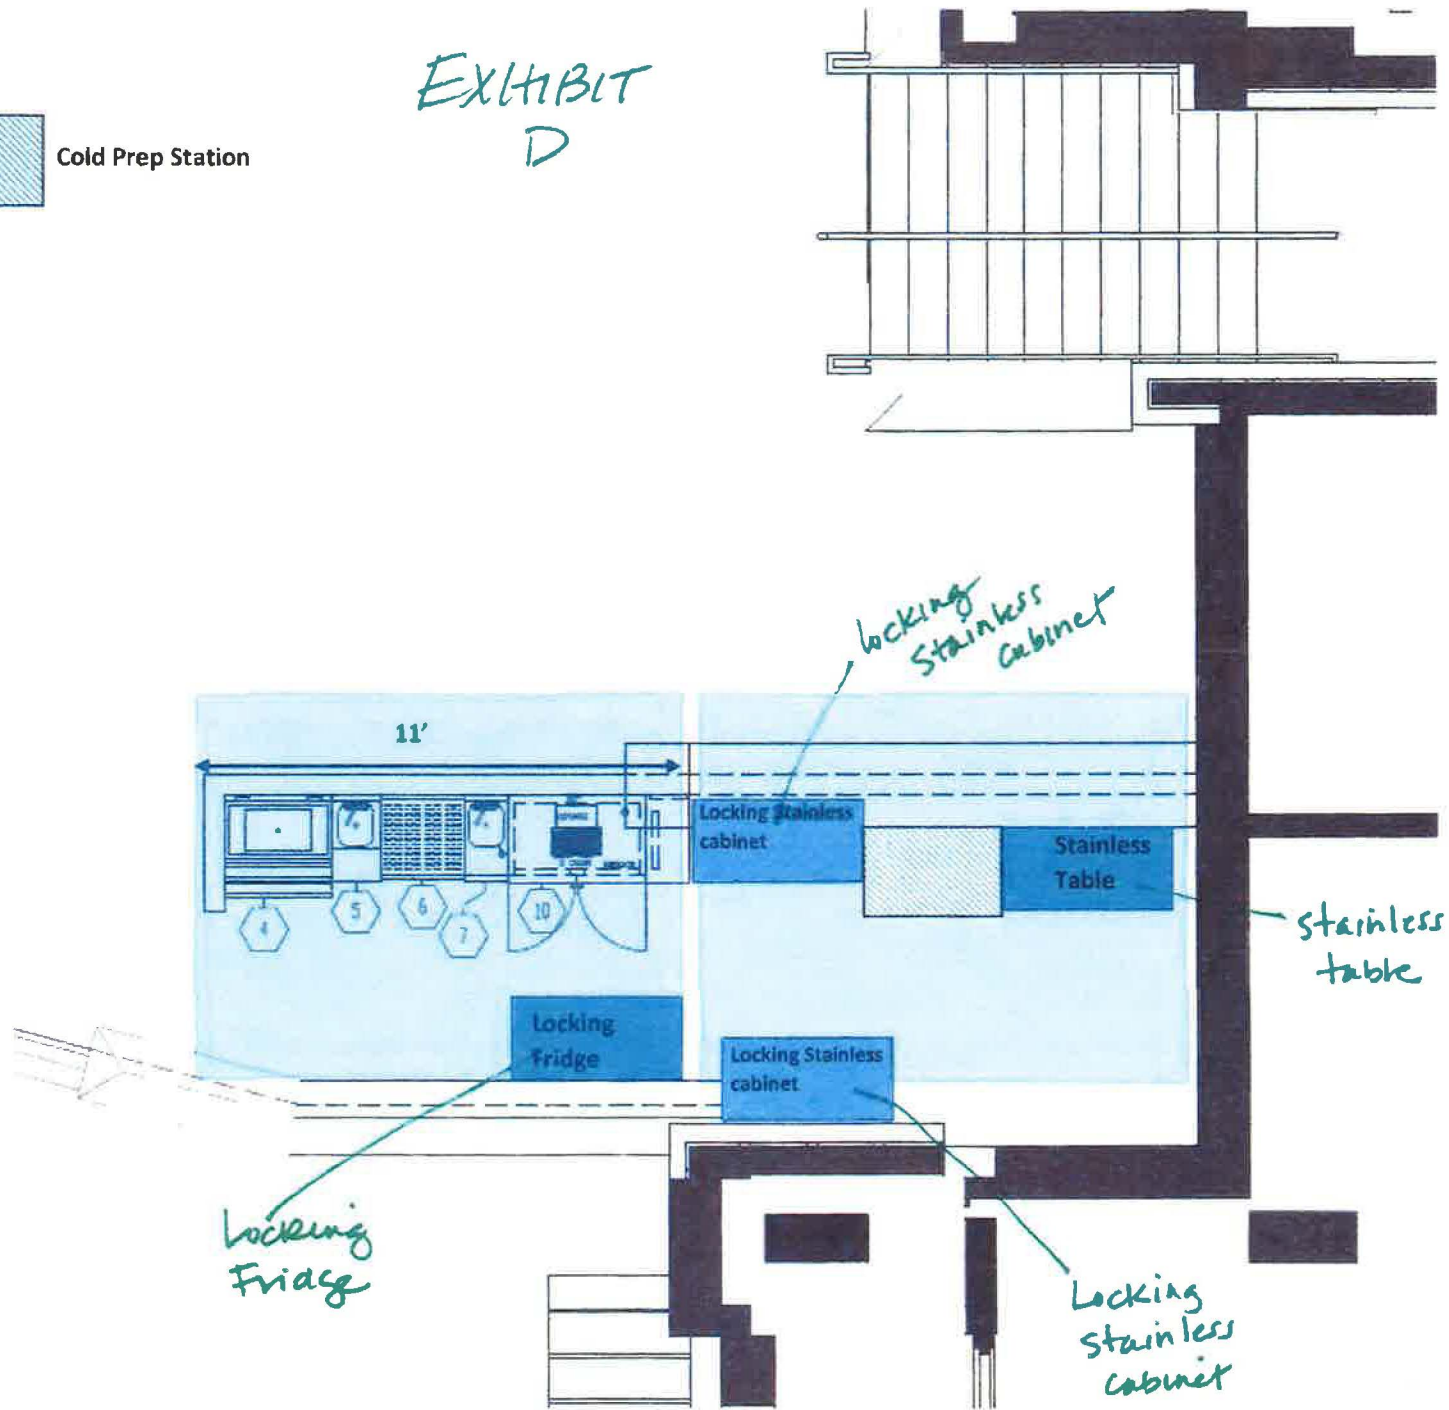 EXHIBIT
D
Cold Prep Station
Locking
Stainless
cabinet
11'
Locking Stainless
cabinet
Stainless
Table
4
5
6
7
10
stainless
table
Locking
Fridge
Locking Stainless
cabinet
Locking
Fridge
Locking
stainless
cabinet